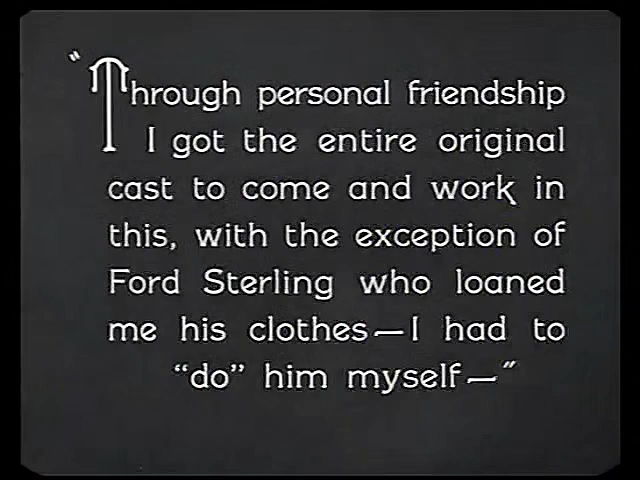 "Through personal friendship
I got the entire original
cast to come and work in
this, with the exception of
Ford Sterling who loaned
me his clothes—I had to
“do” him myself—"